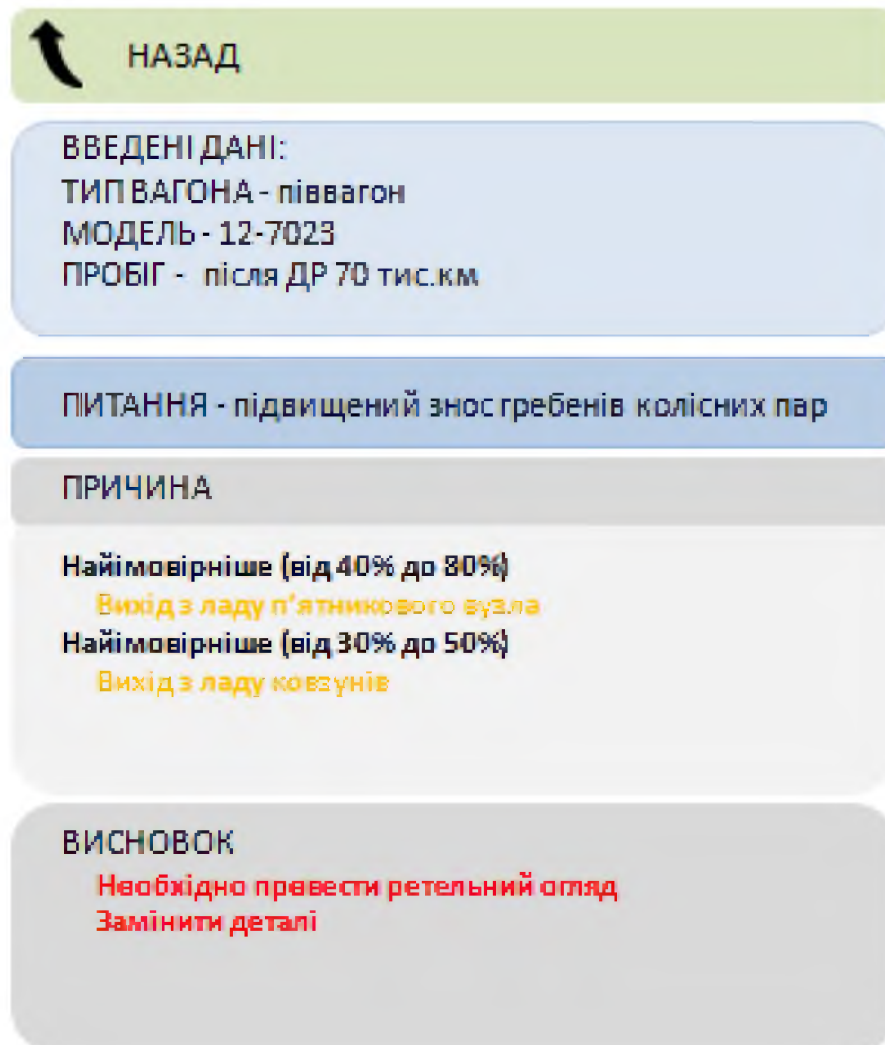 НАЗАД
ВВЕДЕНІ ДАНІ:
ТИП ВАГОНА - піввагон
МОДЕЛЬ - 12-7023
ПРОБІГ - після ДР 70 тис.км
ПИТАННЯ - підвищений знос гребенів колісних пар
ПРИЧИНА
Найімовірніше (від 40% до 80%)
Вихід з ладу п'ятникового вузла
Найімовірніше (від 30% до 50%)
Вихід з ладу ковзунів
ВИСНОВОК
Необхідно провести ретельний огляд
Замінити деталі